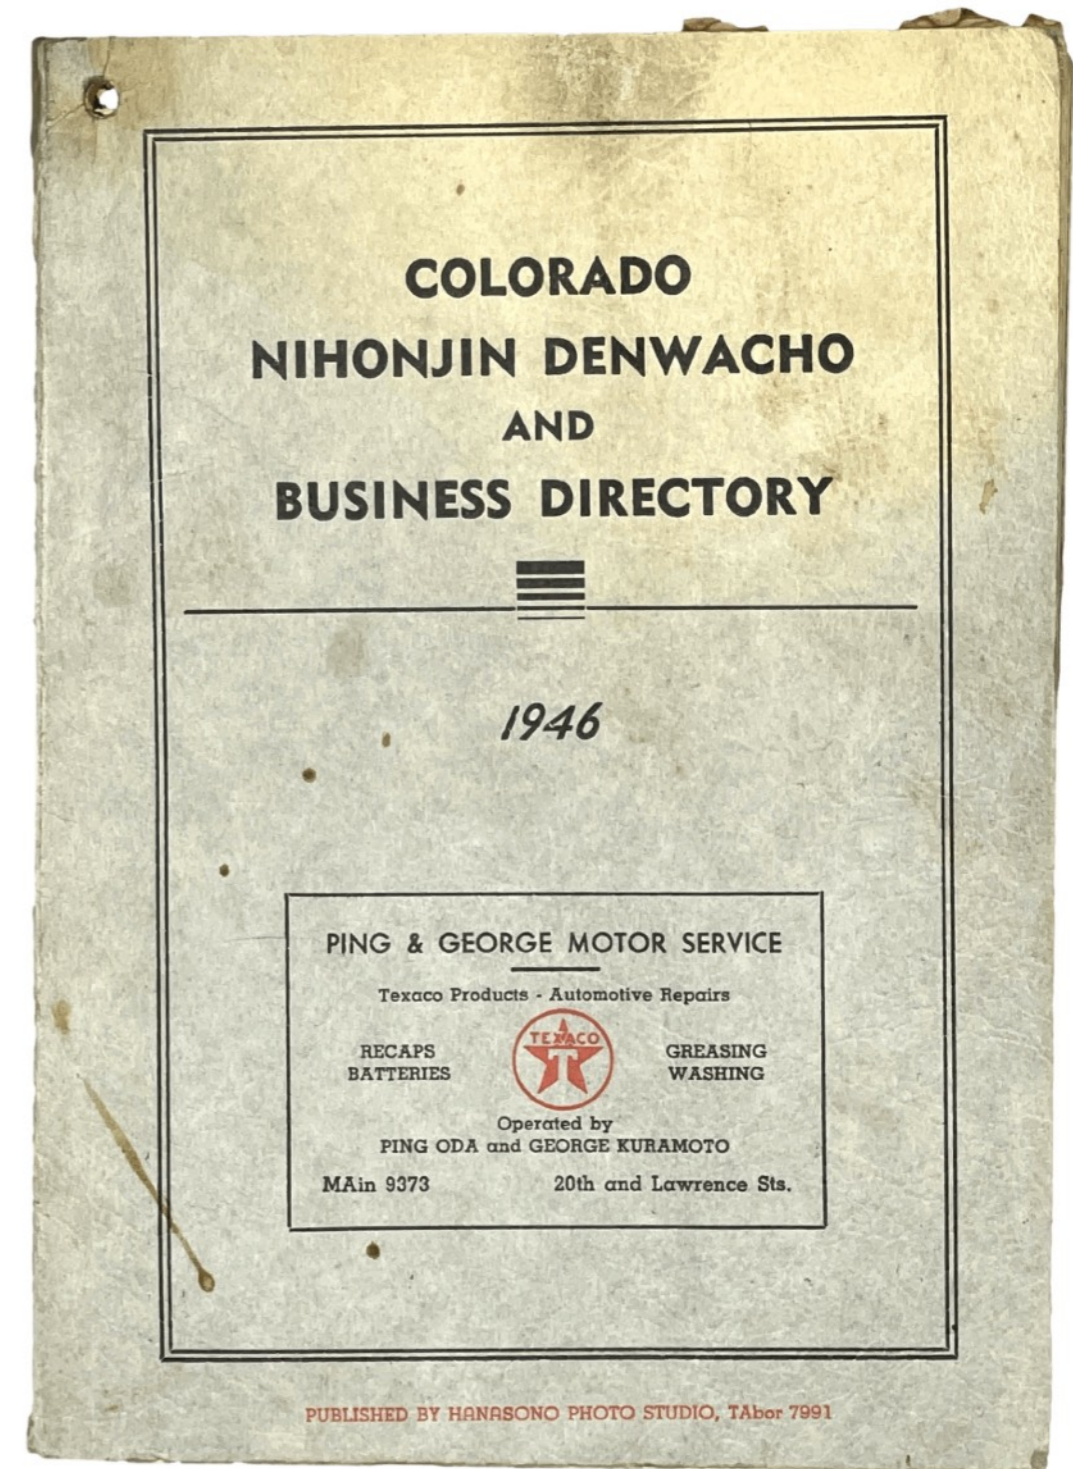 COLORADO
NIHONJIN DENWACHO
AND
BUSINESS DIRECTORY
1946
PING & GEORGE MOTOR SERVICE
Texaco Products - Automotive Repairs
RECAPS
BATTERIES
TEXACO
T
GREASING
WASHING
Operated by
PING ODA and GEORGE KURAMOTO
MAin 9373 20th and Lawrence Sts.
PUBLISHED BY HANASONO PHOTO STUDIO, TAbor 7991